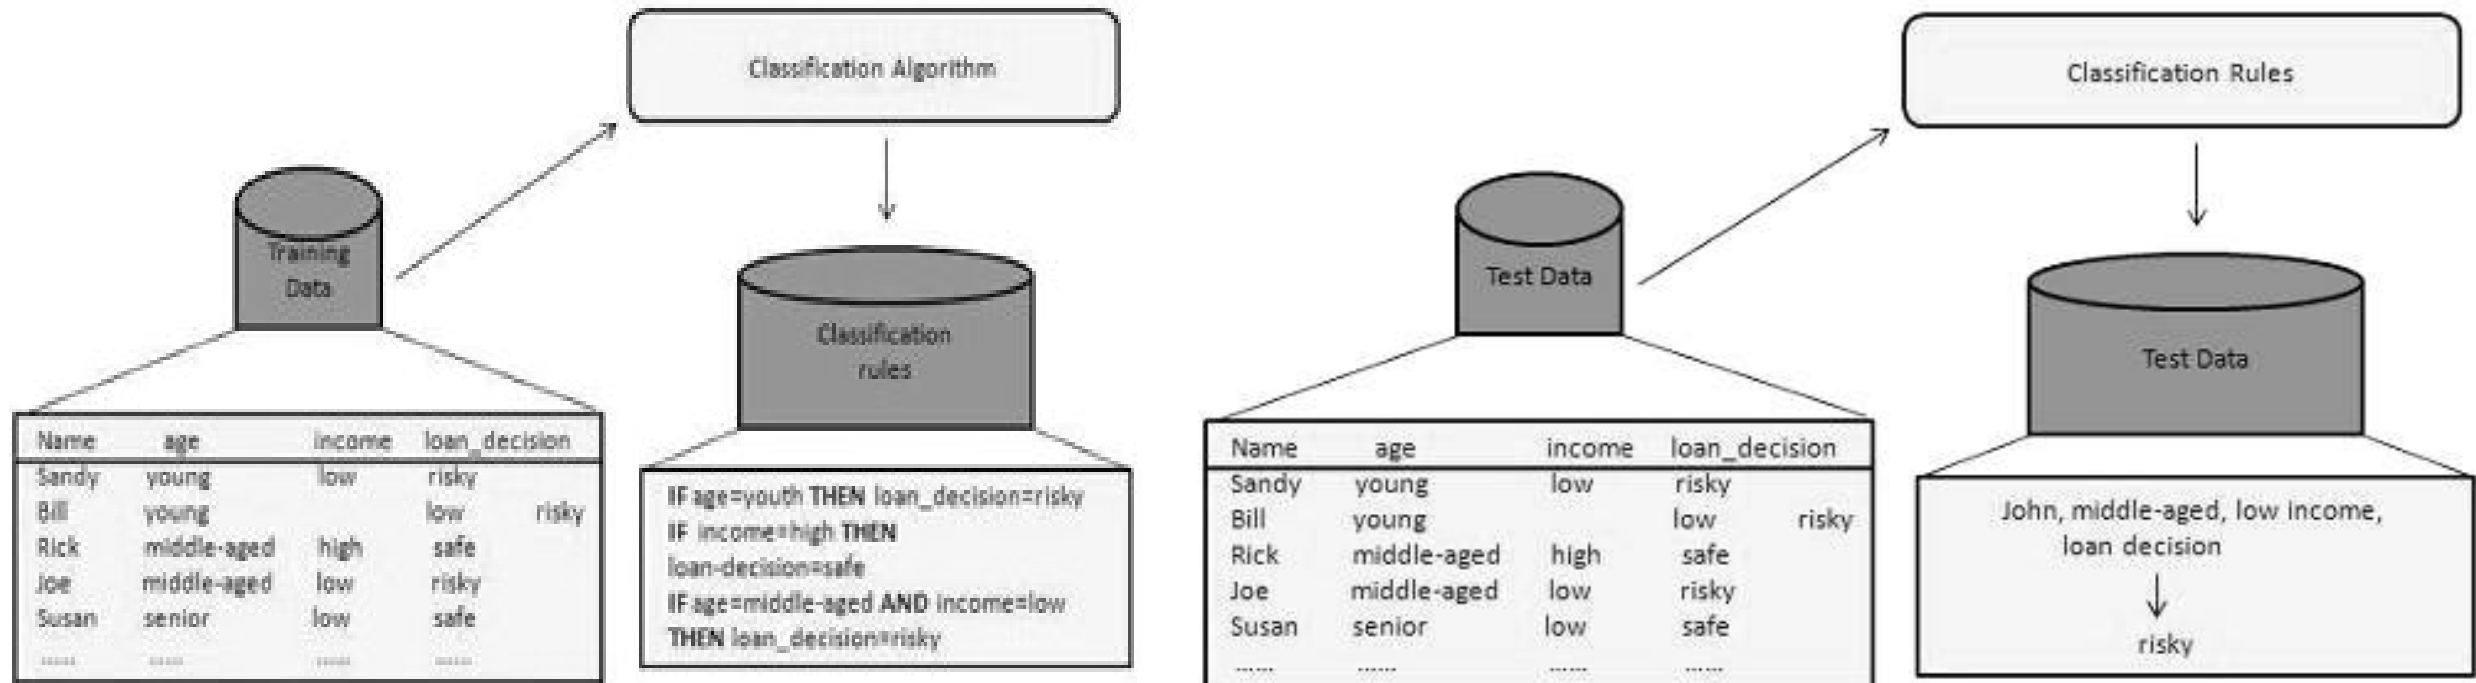 Classification Algorithm
Training
Data
Classification
rules
Name age income loan_decision
Sandy young low risky
Bill young low risky
Rick middle-aged high safe
Joe middle-aged low risky
Susan senior low safe
...... ...... ...... ......
IF age=youth THEN loan_decision=risky
IF income=high THEN
loan-decision=safe
IF age=middle-aged AND income=low
THEN loan_decision=risky
Classification Rules
Test Data
Test Data
Name age income loan_decision
Sandy young low risky
Bill young low risky
Rick middle-aged high safe
Joe middle-aged low risky
Susan senior low safe
...... ...... ...... ......
John, middle-aged, low income,
loan decision
risky